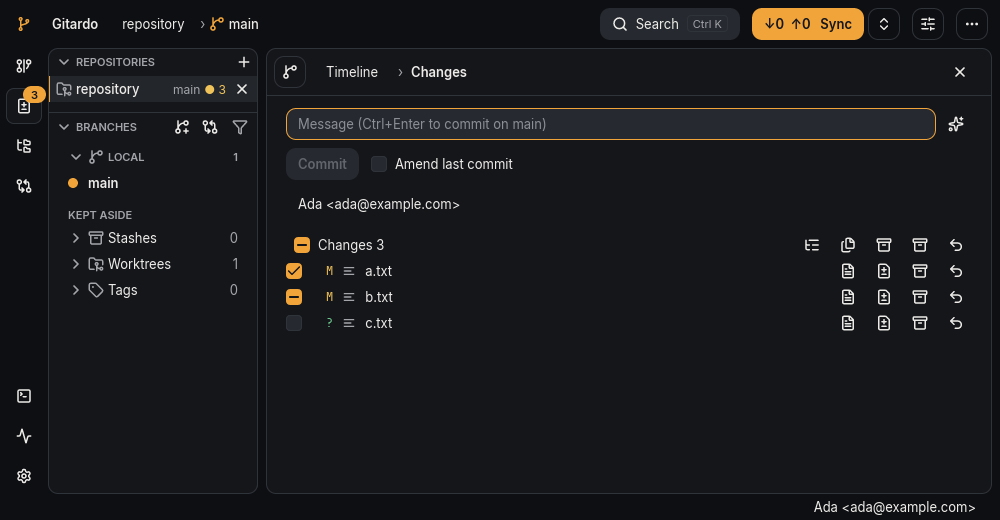 Gitardo repository › main Search Ctrl K ↓0 ↑0 Sync
REPOSITORIES
3
repository main 3
BRANCHES
LOCAL 1
main
KEPT ASIDE
Stashes 0
Worktrees 1
Tags 0
Timeline › Changes
Message (Ctrl+Enter to commit on main)
Commit Amend last commit
Ada <ada@example.com>
Changes 3
M a.txt
M b.txt
? c.txt
Ada <ada@example.com>